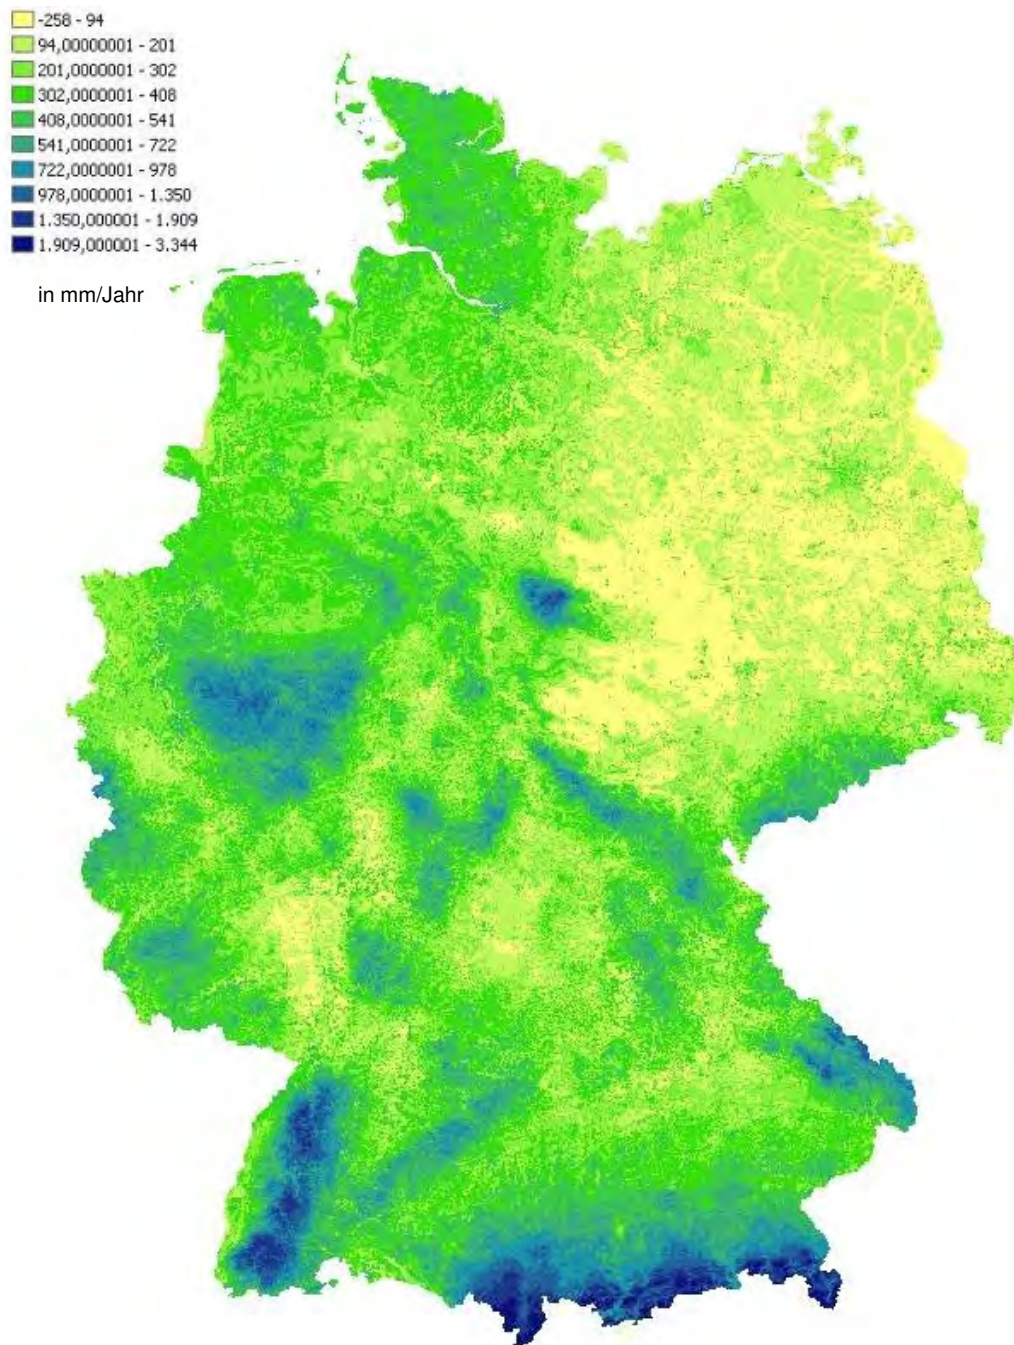 -258 - 94
94,00000001 - 201
201,0000001 - 302
302,0000001 - 408
408,0000001 - 541
541,0000001 - 722
722,0000001 - 978
978,0000001 - 1.350
1.350,000001 - 1.909
1.909,000001 - 3.344
in mm/Jahr